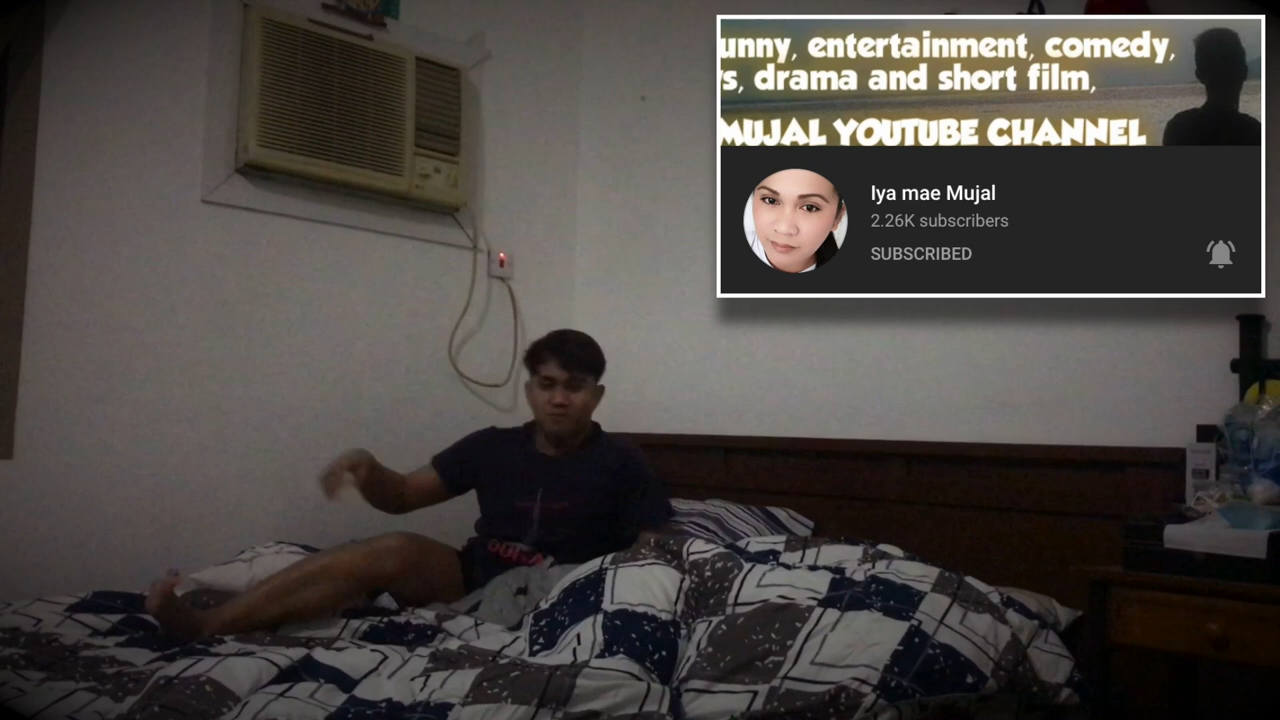 unny, entertainment, comedy,
s, drama and short film,
MUJAL YOUTUBE CHANNEL
Iya mae Mujal
2.26K subscribers
SUBSCRIBED